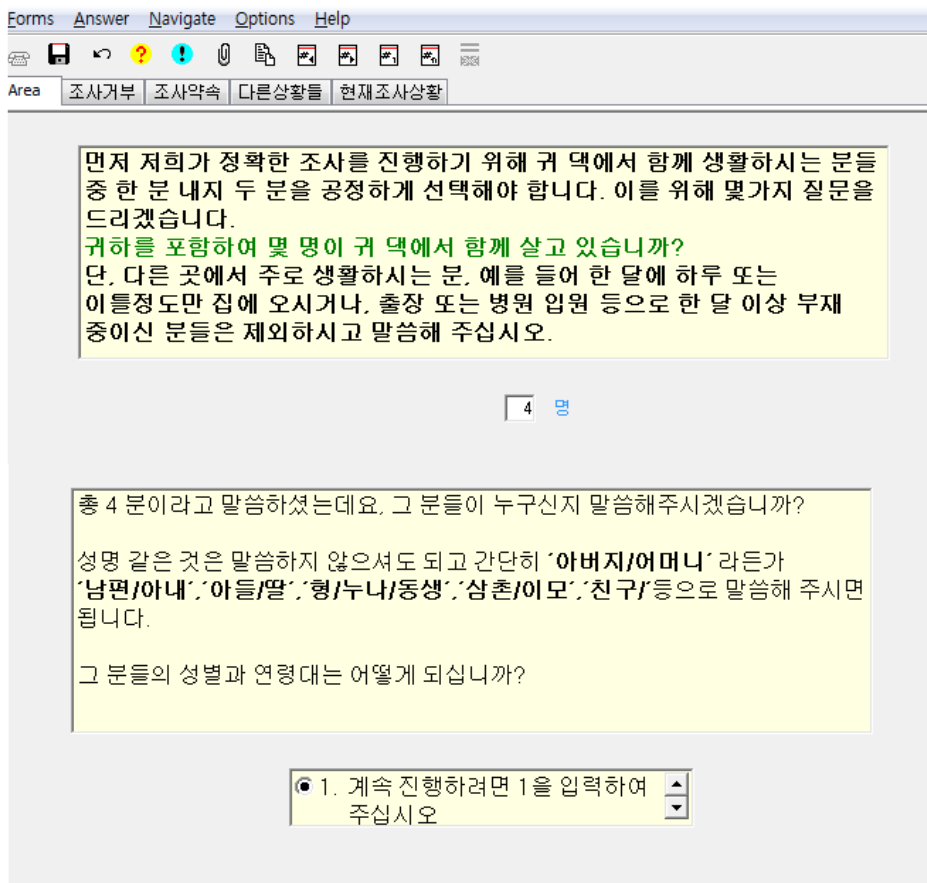 Forms Answer Navigate Options Help
Area 조사거부 조사약속 다른상황들 현재조사상황
먼저 저희가 정확한 조사를 진행하기 위해 귀 댁에서 함께 생활하시는 분들
중 한 분 내지 두 분을 공정하게 선택해야 합니다. 이를 위해 몇가지 질문을
드리겠습니다.
귀하를 포함하여 몇 명이 귀 댁에서 함께 살고 있습니까?
단, 다른 곳에서 주로 생활하시는 분, 예를 들어 한 달에 하루 또는
이틀정도만 집에 오시거나, 출장 또는 병원 입원 등으로 한 달 이상 부재
중이신 분들은 제외하시고 말씀해 주십시오.
4 명
총 4 분이라고 말씀하셨는데요, 그 분들이 누구신지 말씀해주시겠습니까?
성명 같은 것은 말씀하지 않으셔도 되고 간단히 ´아버지/어머니´ 라든가
´남편/아내´,´아들/딸´,´형/누나/동생´,´삼촌/이모´,´친구/´등으로 말씀해 주시면
됩니다.
그 분들의 성별과 연령대는 어떻게 되십니까?
1. 계속 진행하려면 1을 입력하여
주십시오